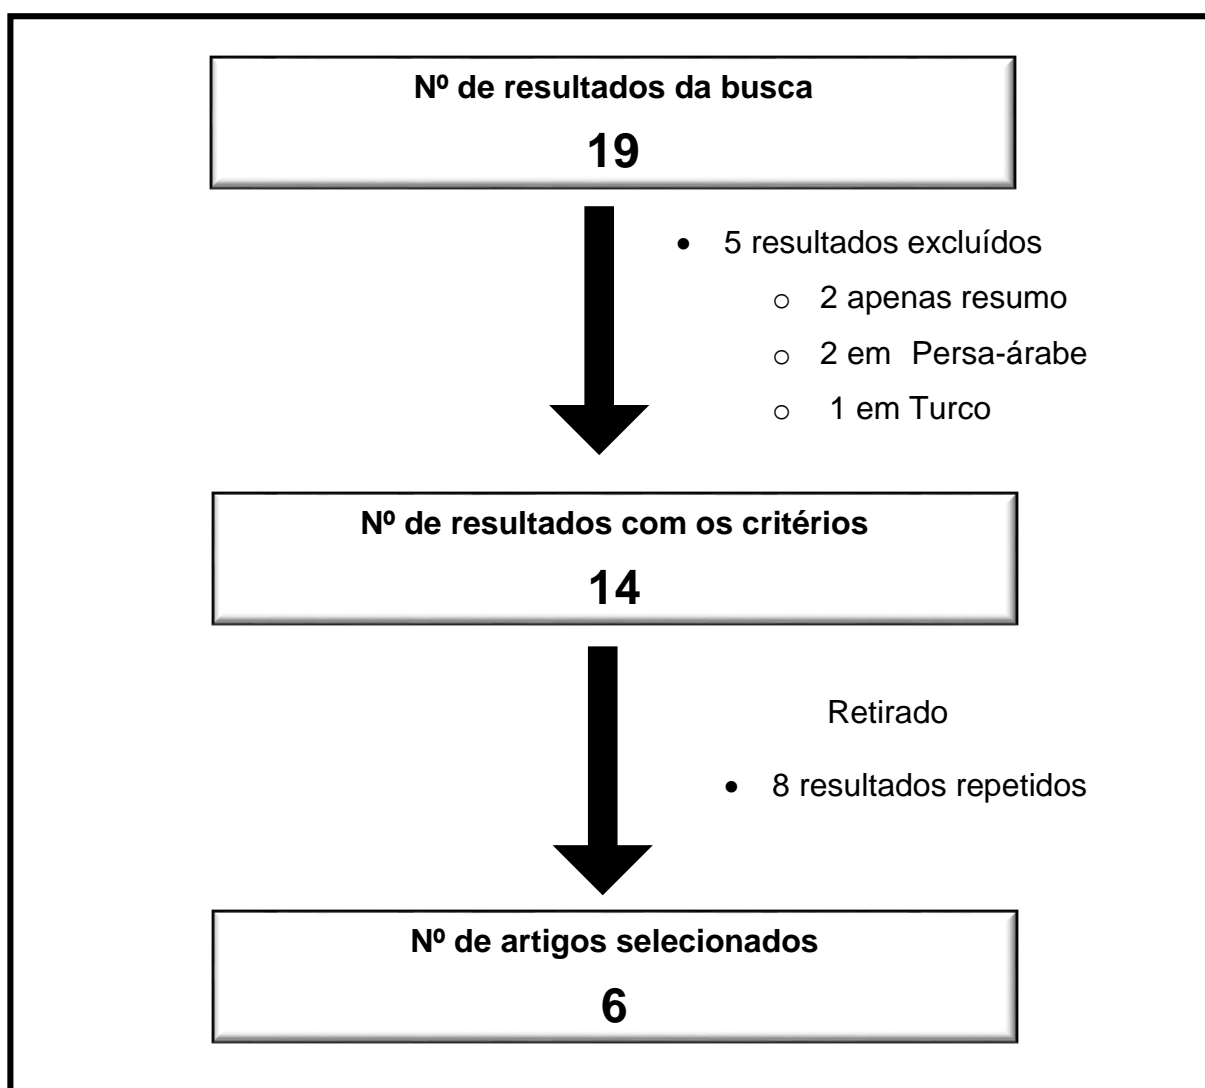 Nº de resultados da busca
19
• 5 resultados excluídos
o 2 apenas resumo
o 2 em Persa-árabe
o 1 em Turco
Nº de resultados com os critérios
14
Retirado
• 8 resultados repetidos
Nº de artigos selecionados
6